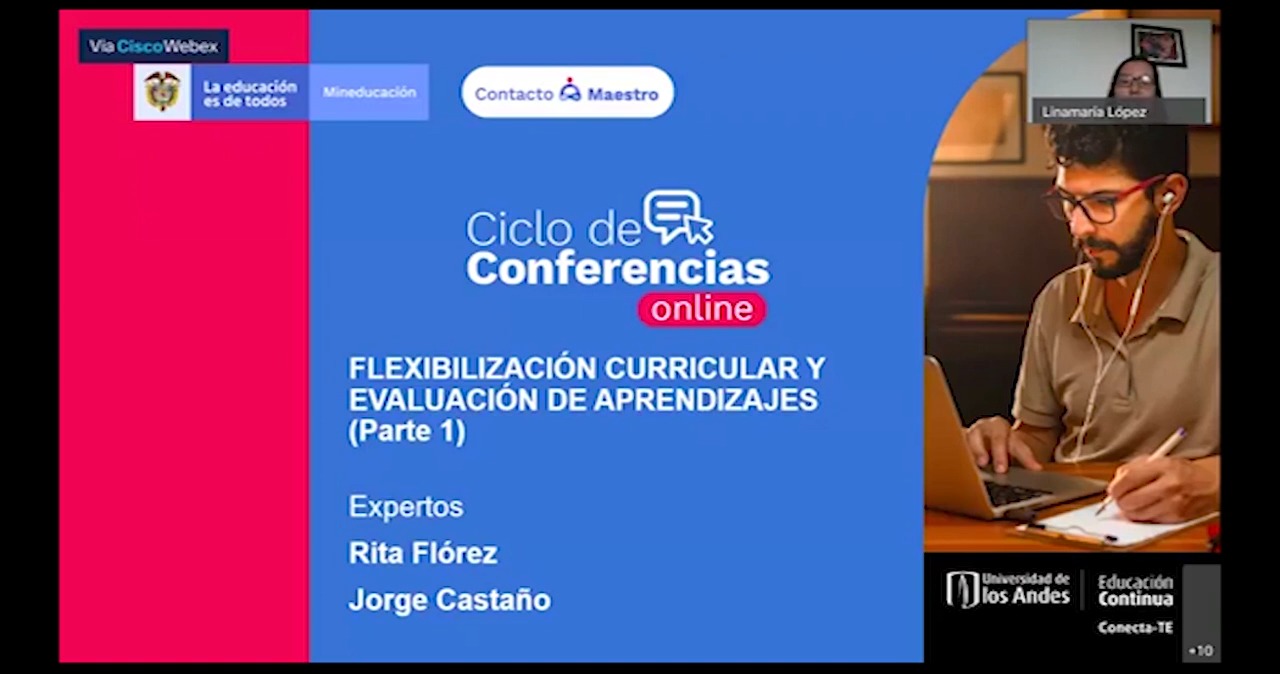 Vía CiscoWebex
La educación
es de todos
Mineducación
Contacto Maestro
Linamaría López
Ciclo de
Conferencias
online
FLEXIBILIZACIÓN CURRICULAR Y
EVALUACIÓN DE APRENDIZAJES
(Parte 1)
Expertos
Rita Flórez
Jorge Castaño
Universidad de
los Andes
Educación
Continua
Conecta-TE
+10